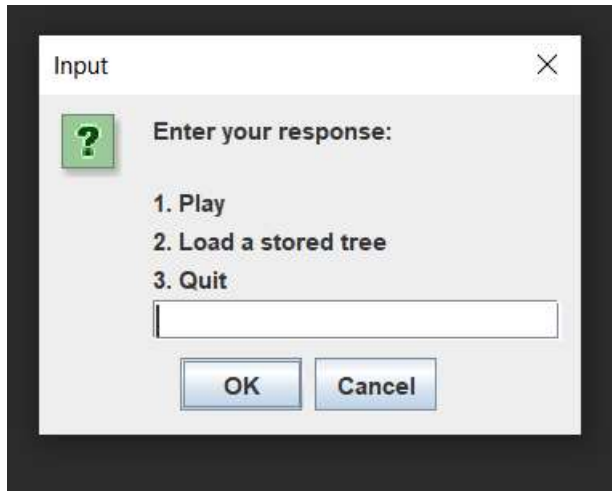 Input
Enter your response:
1. Play
2. Load a stored tree
3. Quit
OK Cancel